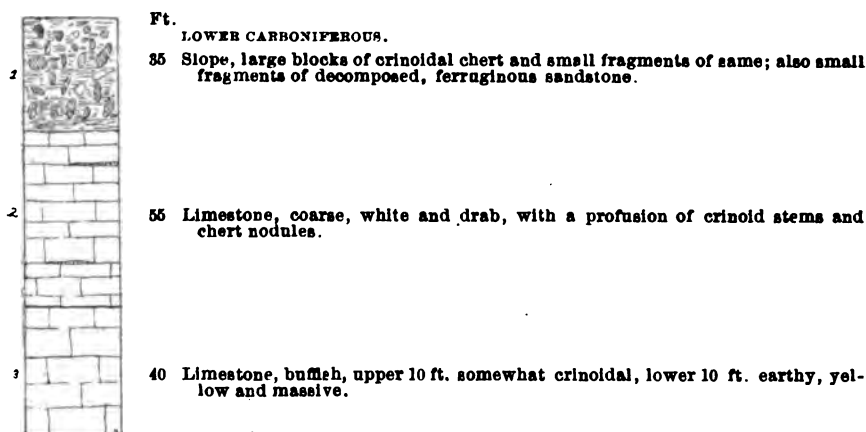 Ft.
LOWER CARBONIFEROUS.
1
35 Slope, large blocks of crinoidal chert and small fragments of same; also small
fragments of decomposed, ferruginous sandstone.
2
55 Limestone, coarse, white and drab, with a profusion of crinoid stems and
chert nodules.
3
40 Limestone, buffish, upper 10 ft. somewhat crinoidal, lower 10 ft. earthy, yel-
low and massive.